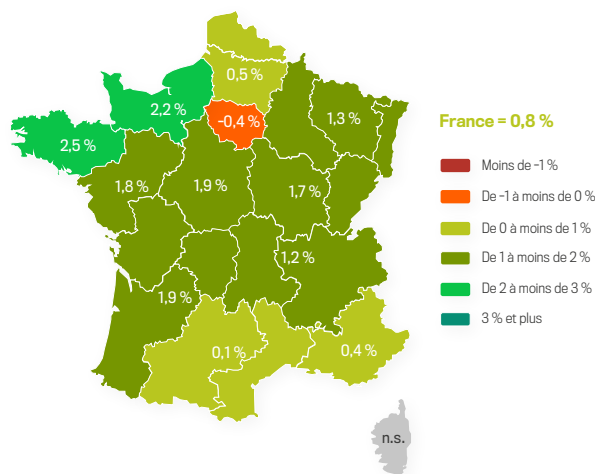 0,5 %
2,2 %
-0,4 %
1,3 %
2,5 %
1,8 %
1,9 %
1,7 %
1,2 %
1,9 %
0,1 %
0,4 %
n.s.
France = 0,8 %
Moins de -1 %
De -1 à moins de 0 %
De 0 à moins de 1 %
De 1 à moins de 2 %
De 2 à moins de 3 %
3 % et plus